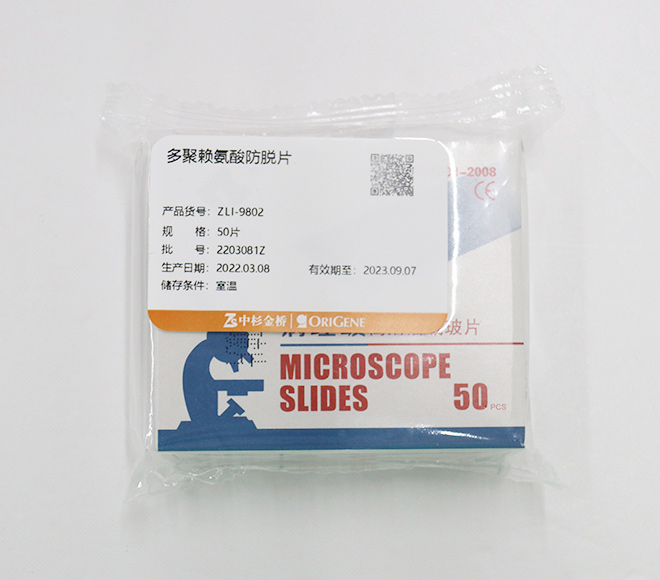 多聚赖氨酸防脱片
-2008
CE
产品货号：ZLI-9802
规 格：50片
批 号：2203081Z
生产日期：2022.03.08 有效期至：2023.09.07
储存条件：室温
中杉金桥 ORIGENE
玻片
MICROSCOPE
SLIDES 50 PCS